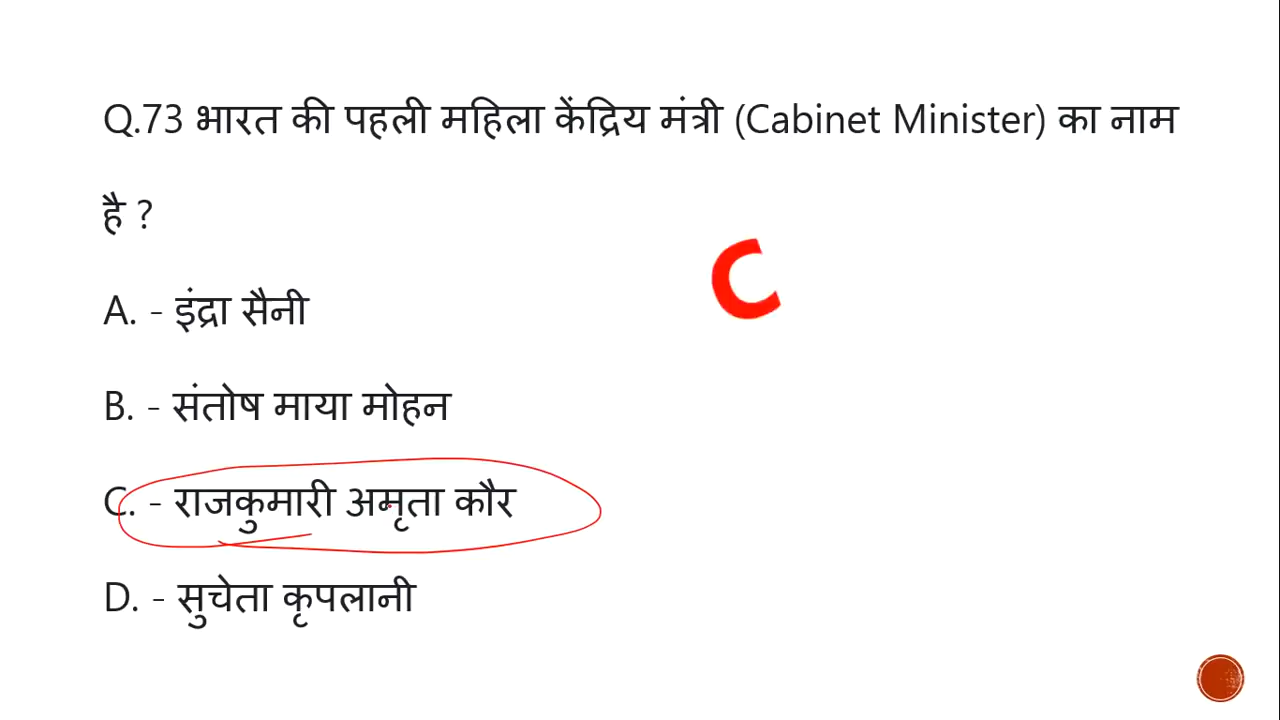 Q.73 भारत की पहली महिला केंद्रिय मंत्री (Cabinet Minister) का नाम
है ?
C
A. - इंद्रा सैनी
B. - संतोष माया मोहन
C. - राजकुमारी अमृता कौर
D. - सुचेता कृपलानी